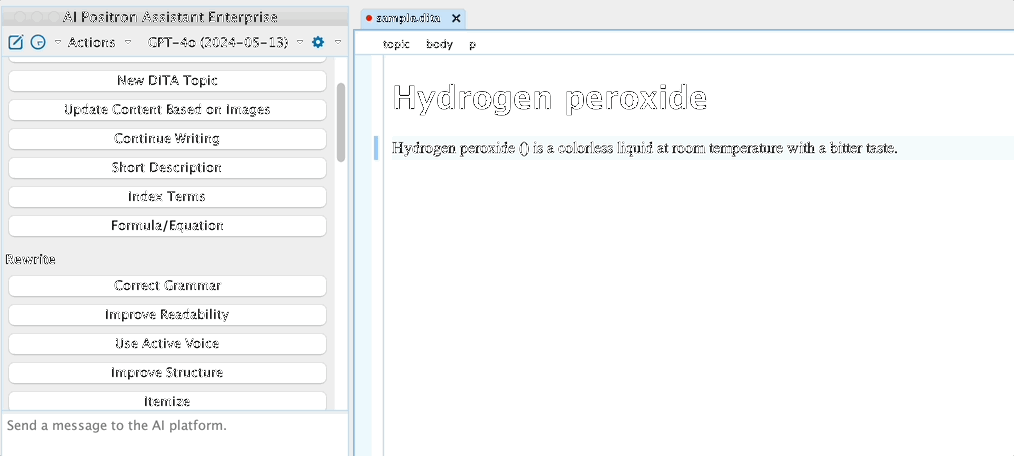 AI Positron Assistant Enterprise
Actions GPT-4o (2024-05-13)
New DITA Topic
Update Content Based on Images
Continue Writing
Short Description
Index Terms
Formula/Equation
Rewrite
Correct Grammar
Improve Readability
Use Active Voice
Improve Structure
Itemize
Send a message to the AI platform.
sample.dita
topic body p
Hydrogen peroxide
Hydrogen peroxide () is a colorless liquid at room temperature with a bitter taste.